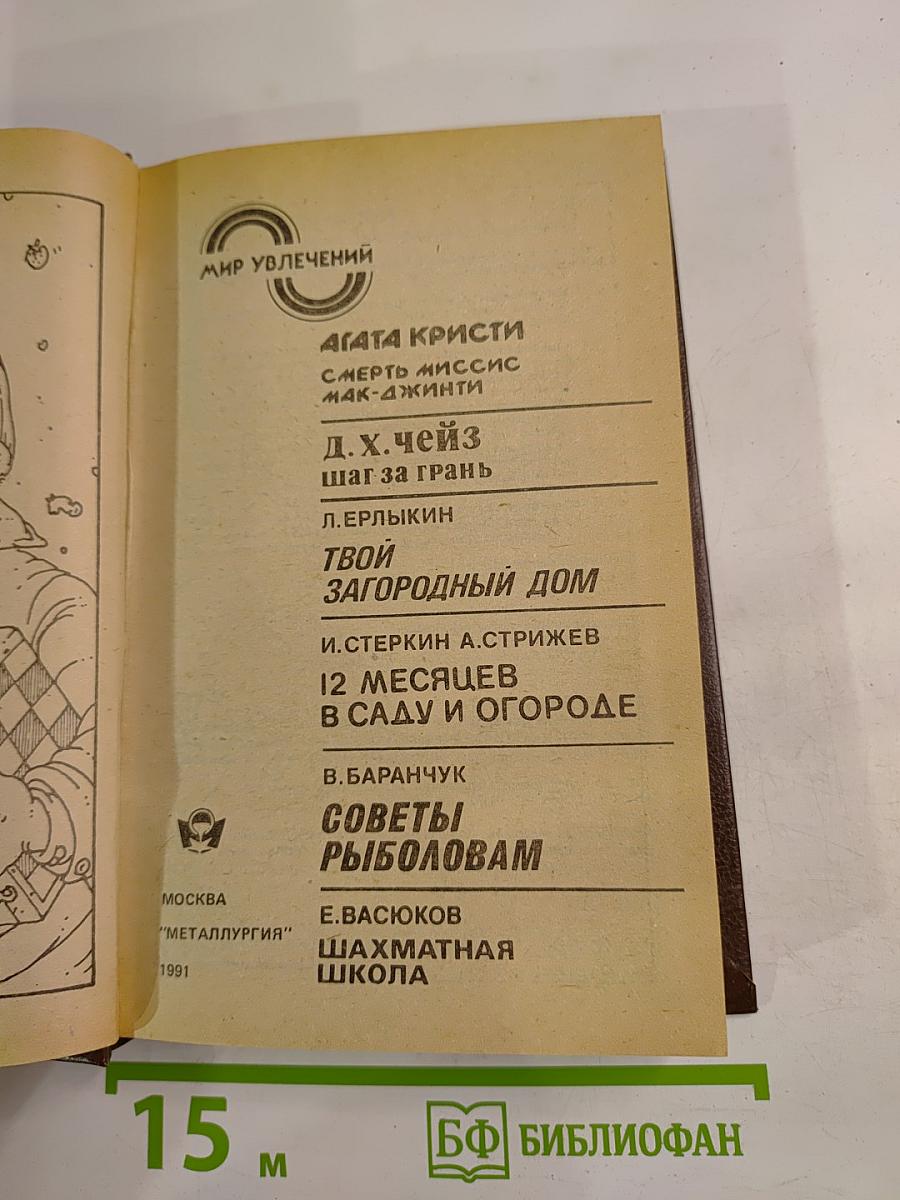 МИР УВЛЕЧЕНИЙ
АГАТА КРИСТИ
СМЕРТЬ МИССИС
МАК-ДЖИНТИ
Д. Х. ЧЕЙЗ
ШАГ ЗА ГРАНЬ
Л. ЕРЛЫКИН
ТВОЙ
ЗАГОРОДНЫЙ ДОМ
И. СТЕРКИН А. СТРИЖЕВ
12 МЕСЯЦЕВ
В САДУ И ОГОРОДЕ
В. БАРАНЧУК
СОВЕТЫ
РЫБОЛОВАМ
Е. ВАСЮКОВ
ШАХМАТНАЯ
ШКОЛА
МОСКВА
"МЕТАЛЛУРГИЯ"
1991
15 м
БФ БИБЛИОФАН